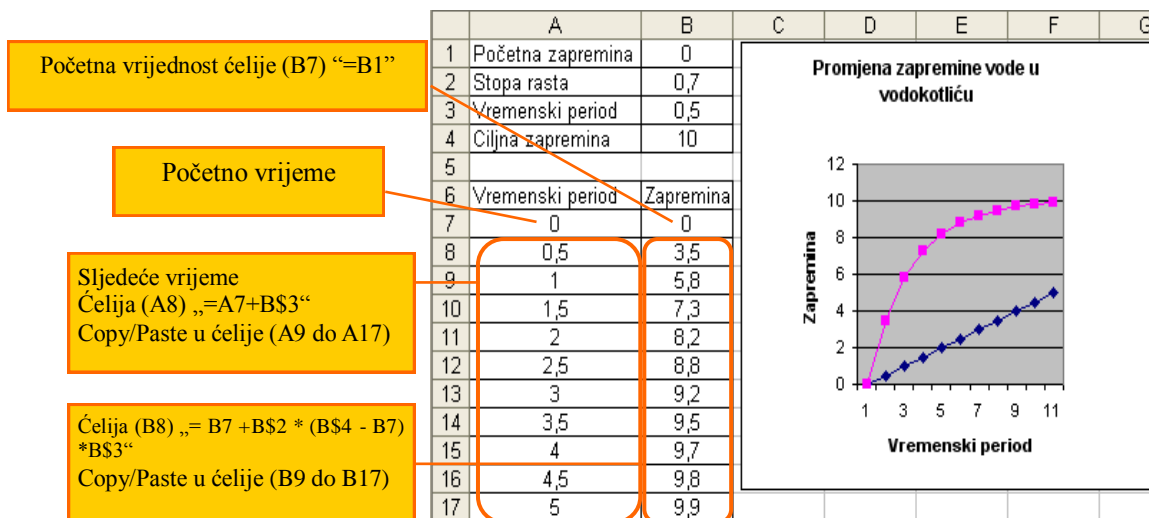 Početna vrijednost ćelije (B7) “=B1”
Početno vrijeme
Sljedeće vrijeme
Ćelija (A8) „=A7+B$3“
Copy/Paste u ćelije (A9 do A17)
Ćelija (B8) „= B7 +B$2 * (B$4 - B7)
*B$3“
Copy/Paste u ćelije (B9 do B17)
A B C D E F G
1 Početna zapremina 0
2 Stopa rasta 0,7
3 Vremenski period 0,5
4 Ciljna zapremina 10
5
6 Vremenski period Zapremina
7 0 0
8 0,5 3,5
9 1 5,8
10 1,5 7,3
11 2 8,2
12 2,5 8,8
13 3 9,2
14 3,5 9,5
15 4 9,7
16 4,5 9,8
17 5 9,9
Promjena zapremine vode u
vodokotliću
Zapremina
12
10
8
6
4
2
0
1 3 5 7 9 11
Vremenski period